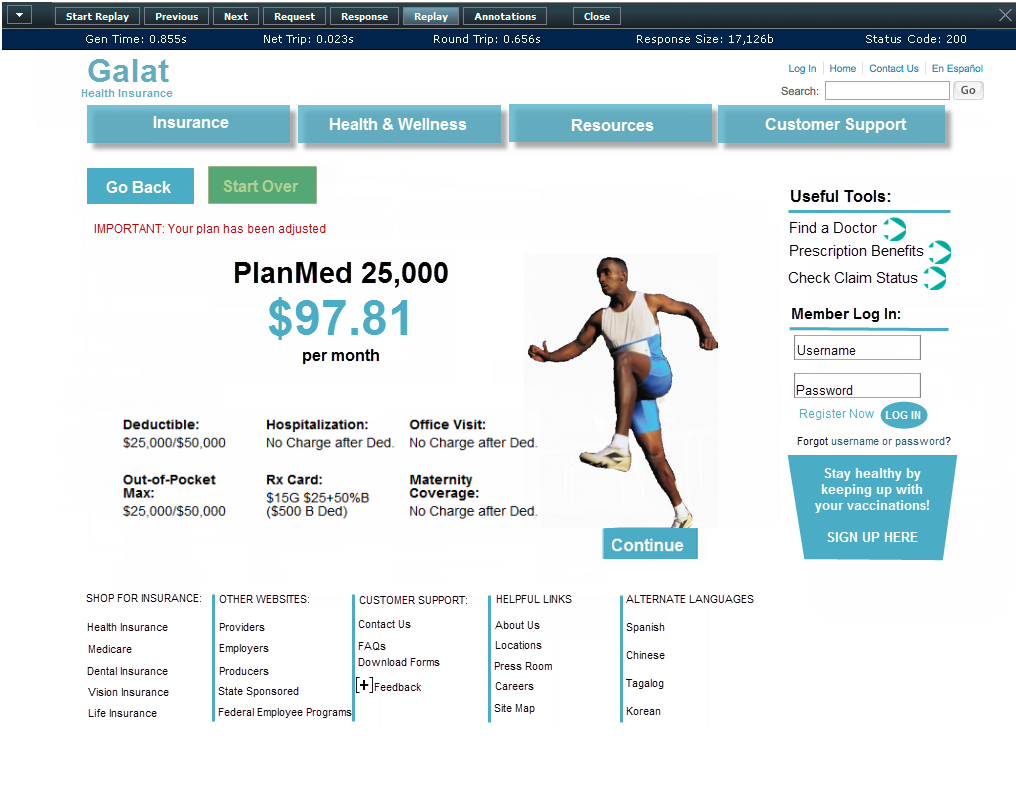 Start Replay Previous Next Request Response Replay Annotations Close
Gen Time: 0.855s Net Trip: 0.023s Round Trip: 0.656s Response Size: 17,126b Status Code: 200
Galat
Health Insurance
Log In Home Contact Us En Español
Search: Go
Insurance Health & Wellness Resources Customer Support
Go Back Start Over
IMPORTANT: Your plan has been adjusted
PlanMed 25,000
$97.81
per month
Deductible: Hospitalization: Office Visit:
$25,000/$50,000 No Charge after Ded. No Charge after Ded.
Out-of-Pocket Rx Card: Maternity
Max: $15G $25+50%B Coverage:
$25,000/$50,000 ($500 B Ded) No Charge after Ded.
Continue
Useful Tools:
Find a Doctor
Prescription Benefits
Check Claim Status
Member Log In:
Username
Password
Register Now LOG IN
Forgot username or password?
Stay healthy by
keeping up with
your vaccinations!
SIGN UP HERE
SHOP FOR INSURANCE: OTHER WEBSITES: CUSTOMER SUPPORT: HELPFUL LINKS ALTERNATE LANGUAGES
Health Insurance Providers Contact Us About Us Spanish
Medicare Employers FAQs Locations Chinese
Dental Insurance Producers Download Forms Press Room Tagalog
Vision Insurance State Sponsored [+]Feedback Careers Korean
Life Insurance Federal Employee Programs Site Map